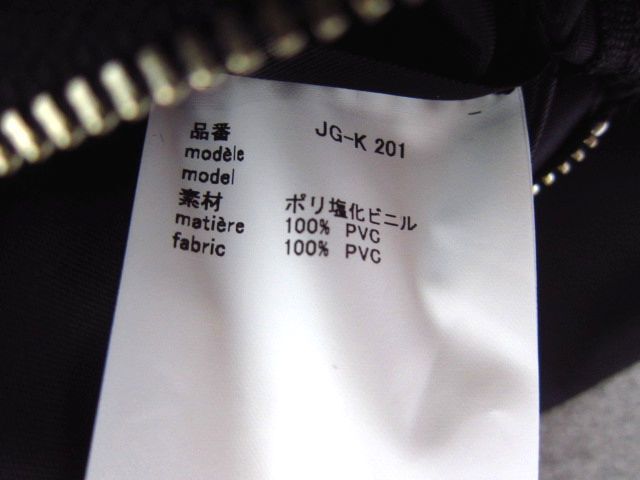 品番 JG-K 201
modèle
model
素材 ポリ塩化ビニル
matière 100% PVC
fabric 100% PVC